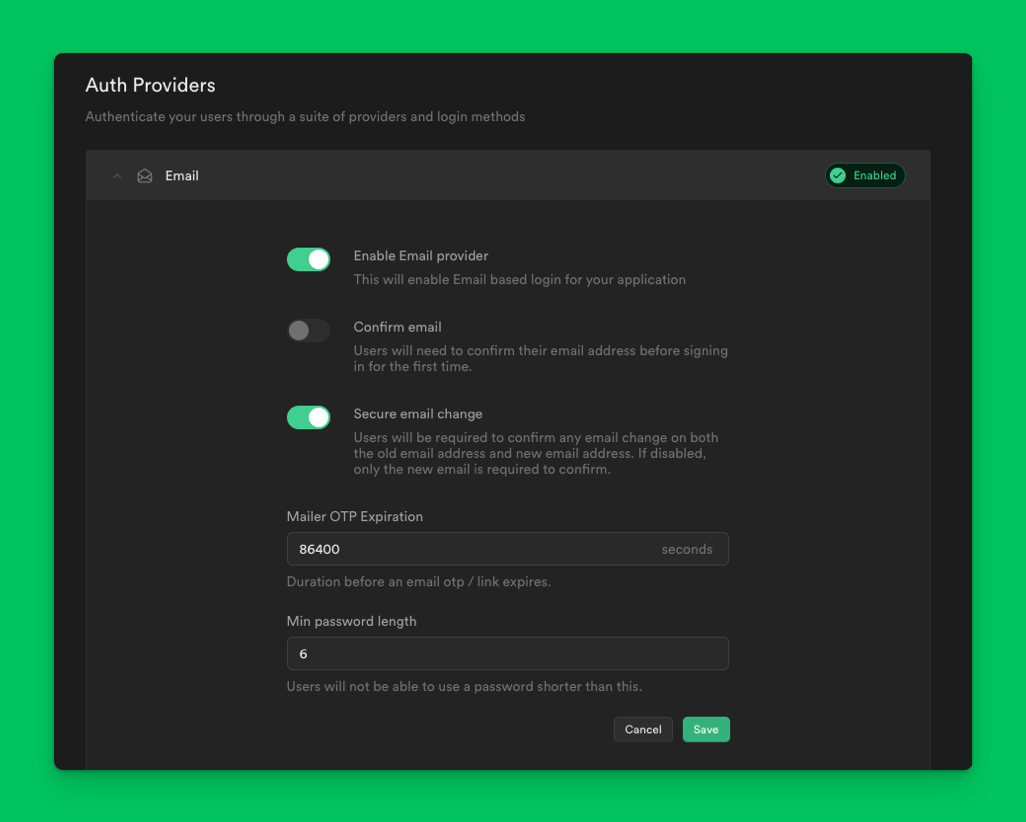 Auth Providers
Authenticate your users through a suite of providers and login methods
Email
Enabled
Enable Email provider
This will enable Email based login for your application
Confirm email
Users will need to confirm their email address before signing
in for the first time.
Secure email change
Users will be required to confirm any email change on both
the old email address and new email address. If disabled,
only the new email is required to confirm.
Mailer OTP Expiration
86400 seconds
Duration before an email otp / link expires.
Min password length
6
Users will not be able to use a password shorter than this.
Cancel Save